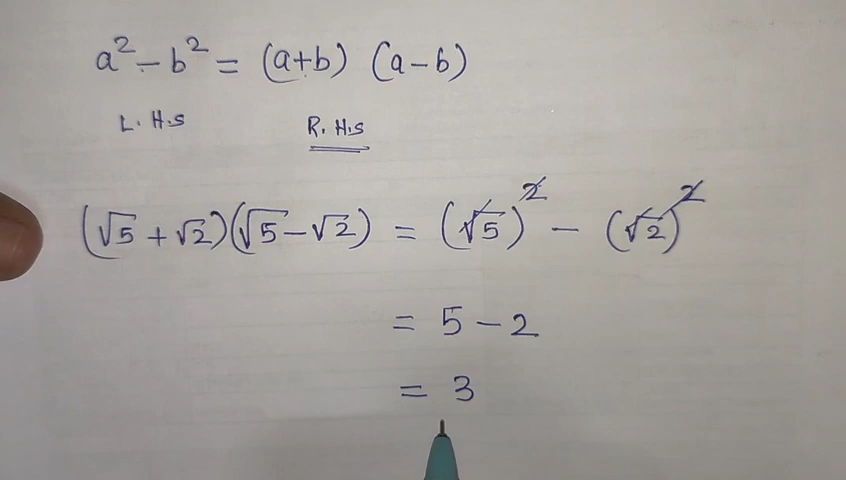 a² - b² = (a+b) (a-b)
L.H.S R.H.S
(√5 + √2)(√5 - √2) = (√5)² - (√2)²
= 5 - 2
= 3